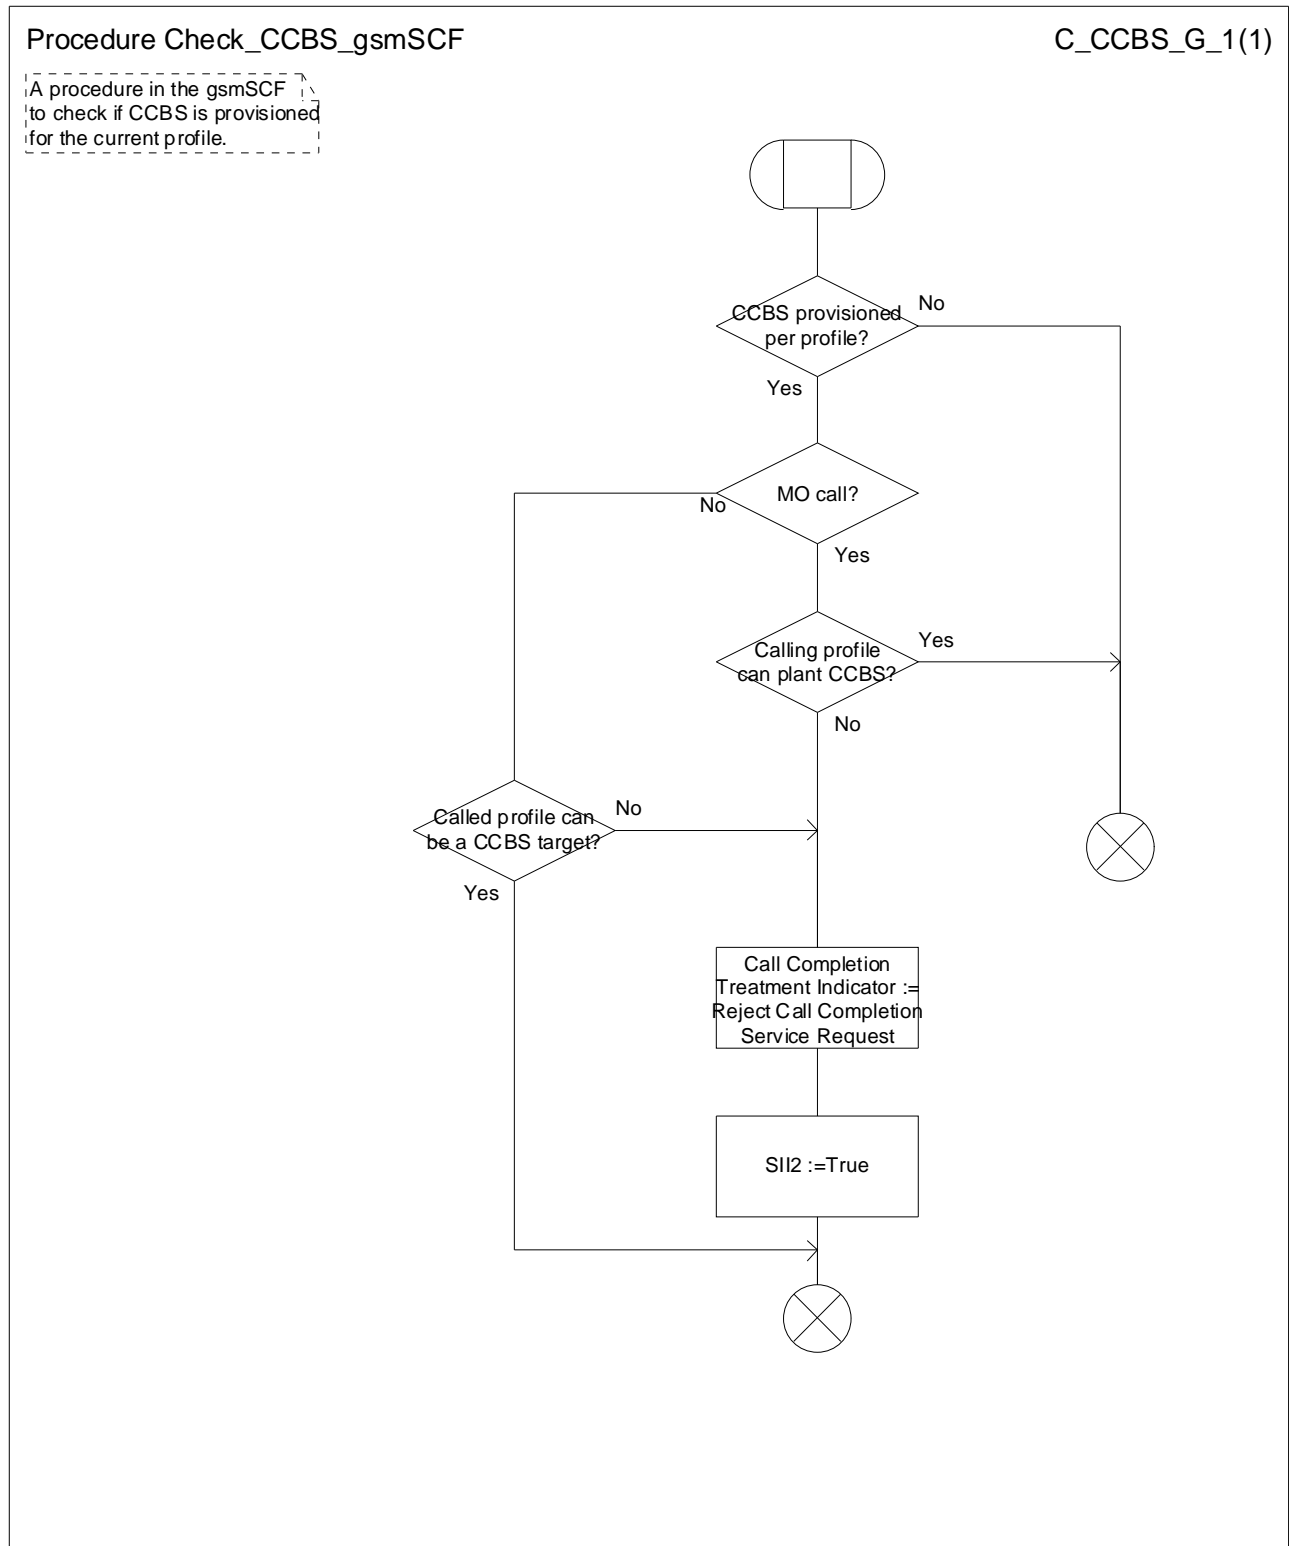 Procedure Check_CCBS_gsmSCF
C_CCBS_G_1(1)
A procedure in the gsmSCF
to check if CCBS is provisioned
for the current profile.
CCBS provisioned
per profile?
No
Yes
MO call?
No
Yes
Calling profile
can plant CCBS?
Yes
No
Called profile can
be a CCBS target?
No
Yes
Call Completion
Treatment Indicator :=
Reject Call Completion
Service Request
SII2 :=True